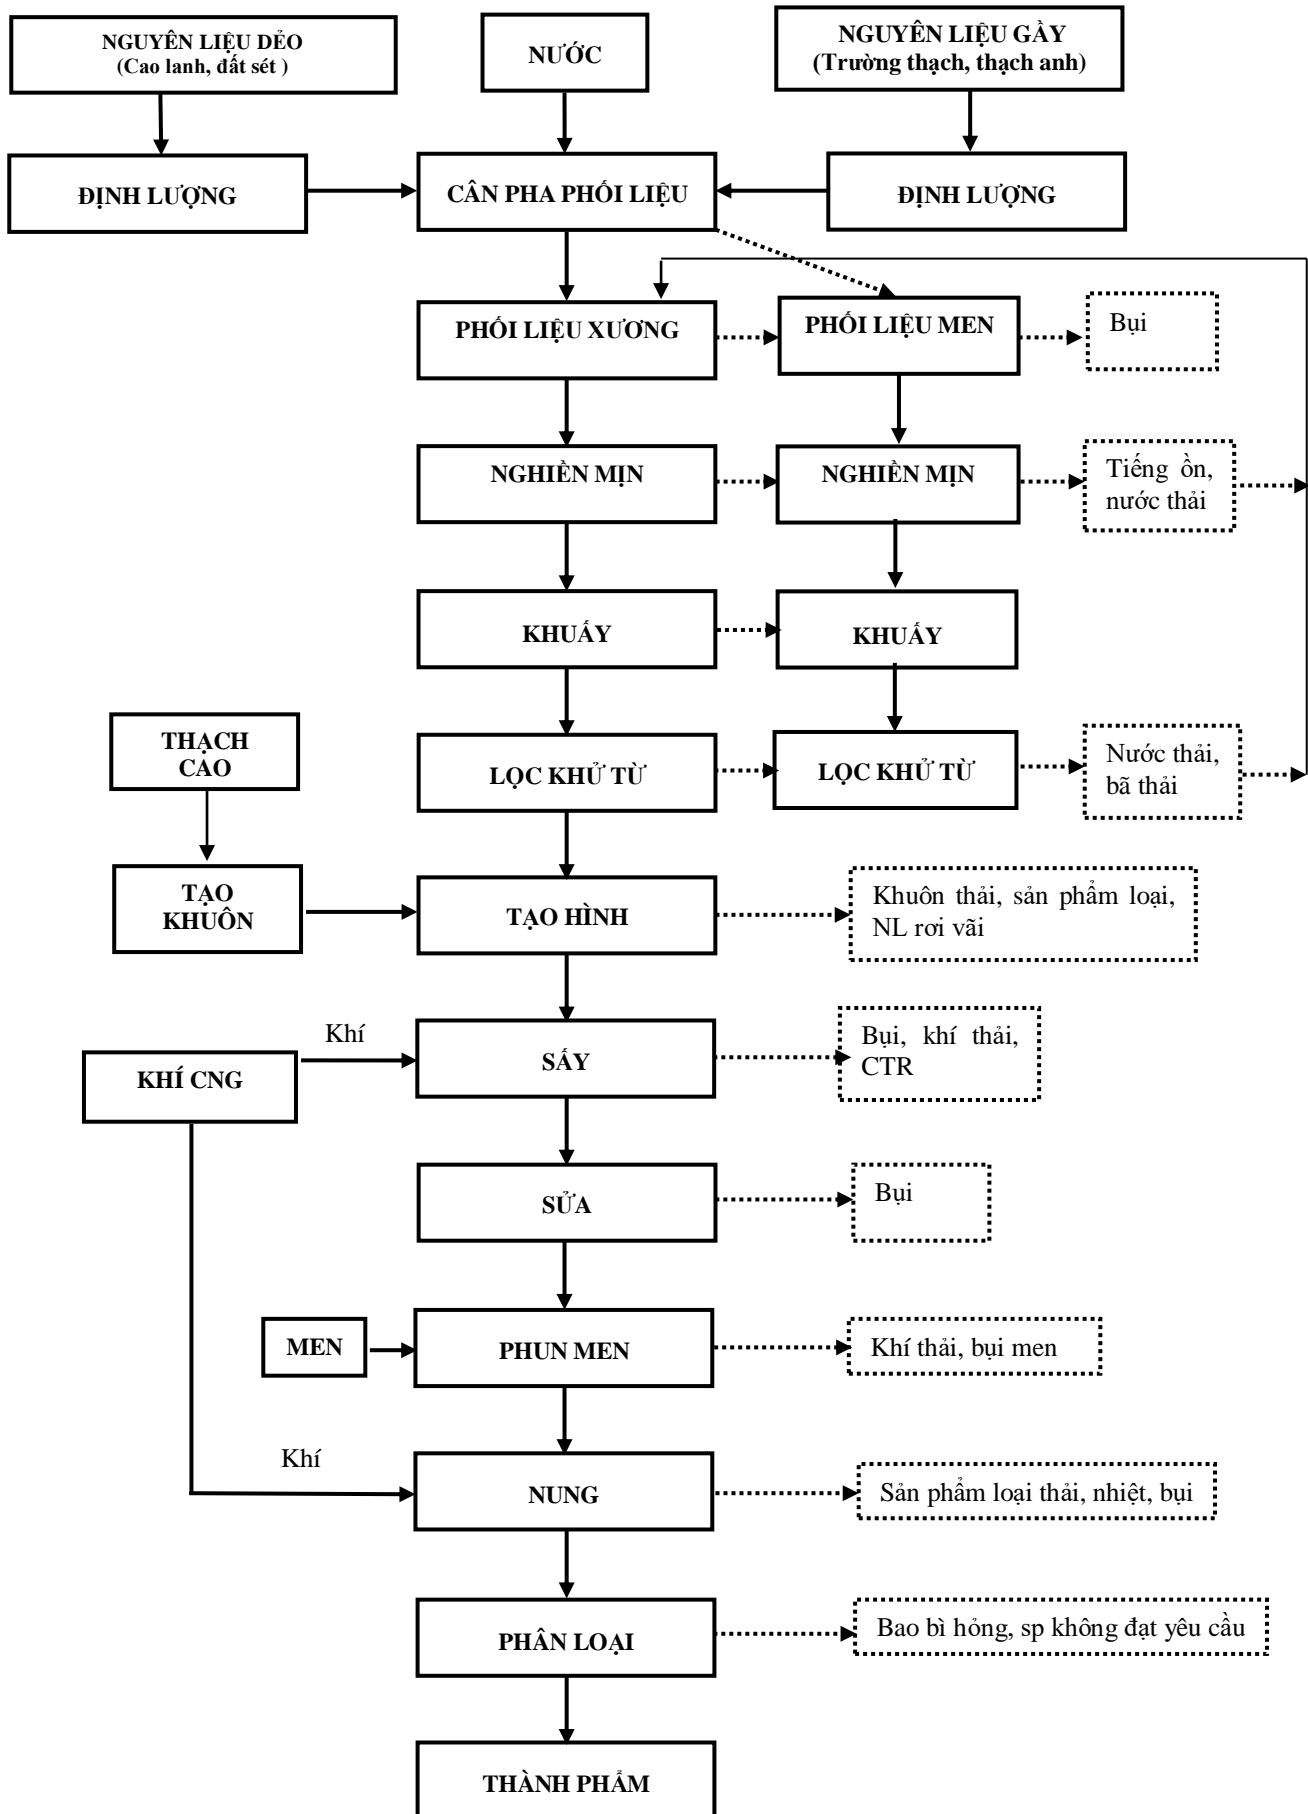 NGUYÊN LIỆU DẺO
(Cao lanh, đất sét )
NƯỚC
NGUYÊN LIỆU GẦY
(Trường thạch, thạch anh)
ĐỊNH LƯỢNG
CÂN PHA PHỐI LIỆU
ĐỊNH LƯỢNG
PHỐI LIỆU XƯƠNG
PHỐI LIỆU MEN
Bụi
NGHIỀN MỊN
NGHIỀN MỊN
Tiếng ồn,
nước thải
KHUẤY
KHUẤY
THẠCH
CAO
LỌC KHỬ TỪ
LỌC KHỬ TỪ
Nước thải,
bã thải
TẠO
KHUÔN
TẠO HÌNH
Khuôn thải, sản phẩm loại,
NL rơi vãi
Khí
KHÍ CNG
SẤY
Bụi, khí thải,
CTR
SỬA
Bụi
MEN
PHUN MEN
Khí thải, bụi men
Khí
NUNG
Sản phẩm loại thải, nhiệt, bụi
PHÂN LOẠI
Bao bì hỏng, sp không đạt yêu cầu
THÀNH PHẨM